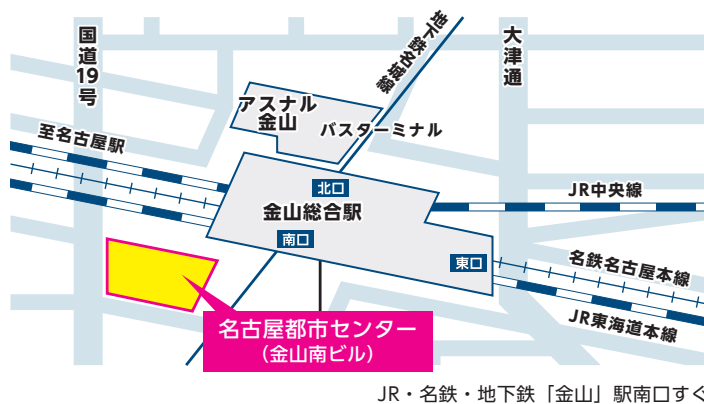 国道19号
大津通
地下鉄名城線
アスナル
金山
バスターミナル
至名古屋駅
北口
JR中央線
金山総合駅
南口
東口
名鉄名古屋本線
JR東海道本線
名古屋都市センター
（金山南ビル）
JR・名鉄・地下鉄「金山」駅南口すぐ